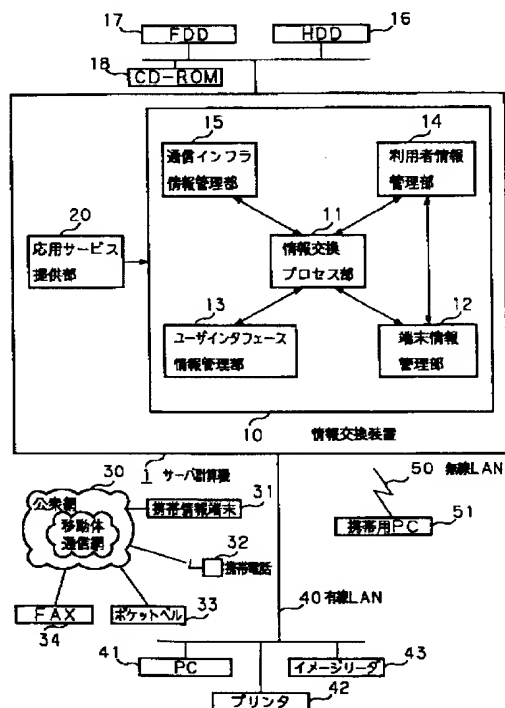 17
FDD
HDD
16
18
CD-ROM
15
通信インフラ
情報管理部
14
利用者情報
管理部
20
応用サービス
提供部
11
情報交換
プロセス部
13
ユーザインタフェース
情報管理部
12
端末情報
管理部
10
情報交換装置
1
サーバ計算機
30
公衆網
移動体
通信網
携帯情報端末
31
32
携帯電話
FAX
34
ポケットベル
33
50
無線LAN
携帯用PC
51
40
有線LAN
41
PC
イメージリーダ
43
プリンタ
42